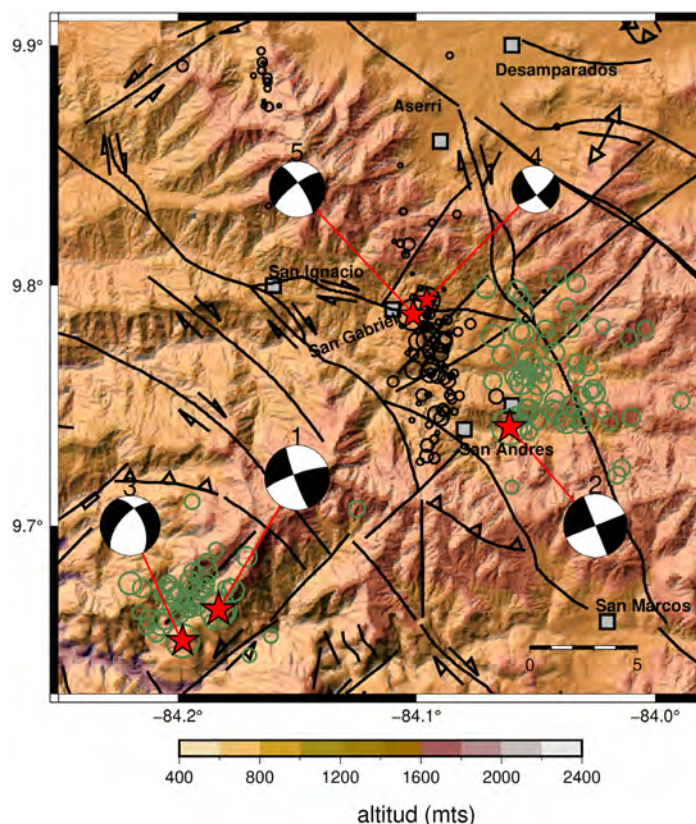 9.9°
Desamparados
Aserri
5
4
9.8°
San Ignacio
San Gabriel
San Andres
1
3
2
9.7°
San Marcos
0 5
−84.2° −84.1° −84.0°
400 800 1200 1600 2000 2400
altitud (mts)